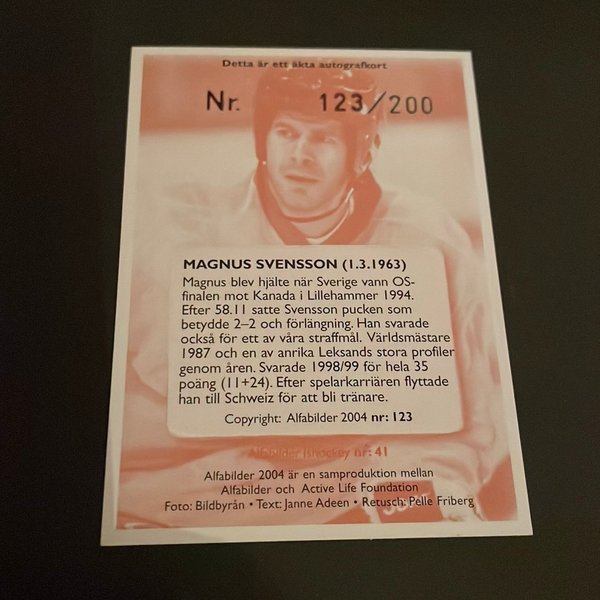 Detta är ett äkta autografkort
Nr. 123/200
MAGNUS SVENSSON (1.3.1963)
Magnus blev hjälte när Sverige vann OS-
finalen mot Kanada i Lillehammer 1994.
Efter 58.11 satte Svensson pucken som
betydde 2–2 och förlängning. Han svarade
också för ett av våra straffmål. Världsmästare
1987 och en av anrika Leksands stora profiler
genom åren. Svarade 1998/99 för hela 35
poäng (11+24). Efter spelarkarriären flyttade
han till Schweiz för att bli tränare.
Copyright: Alfabilder 2004 nr: 123
Alfabilder Ishockey nr: 41
Alfabilder 2004 är en samproduktion mellan
Alfabilder och Active Life Foundation
Foto: Bildbyrån • Text: Janne Adeen • Retusch: Pelle Friberg